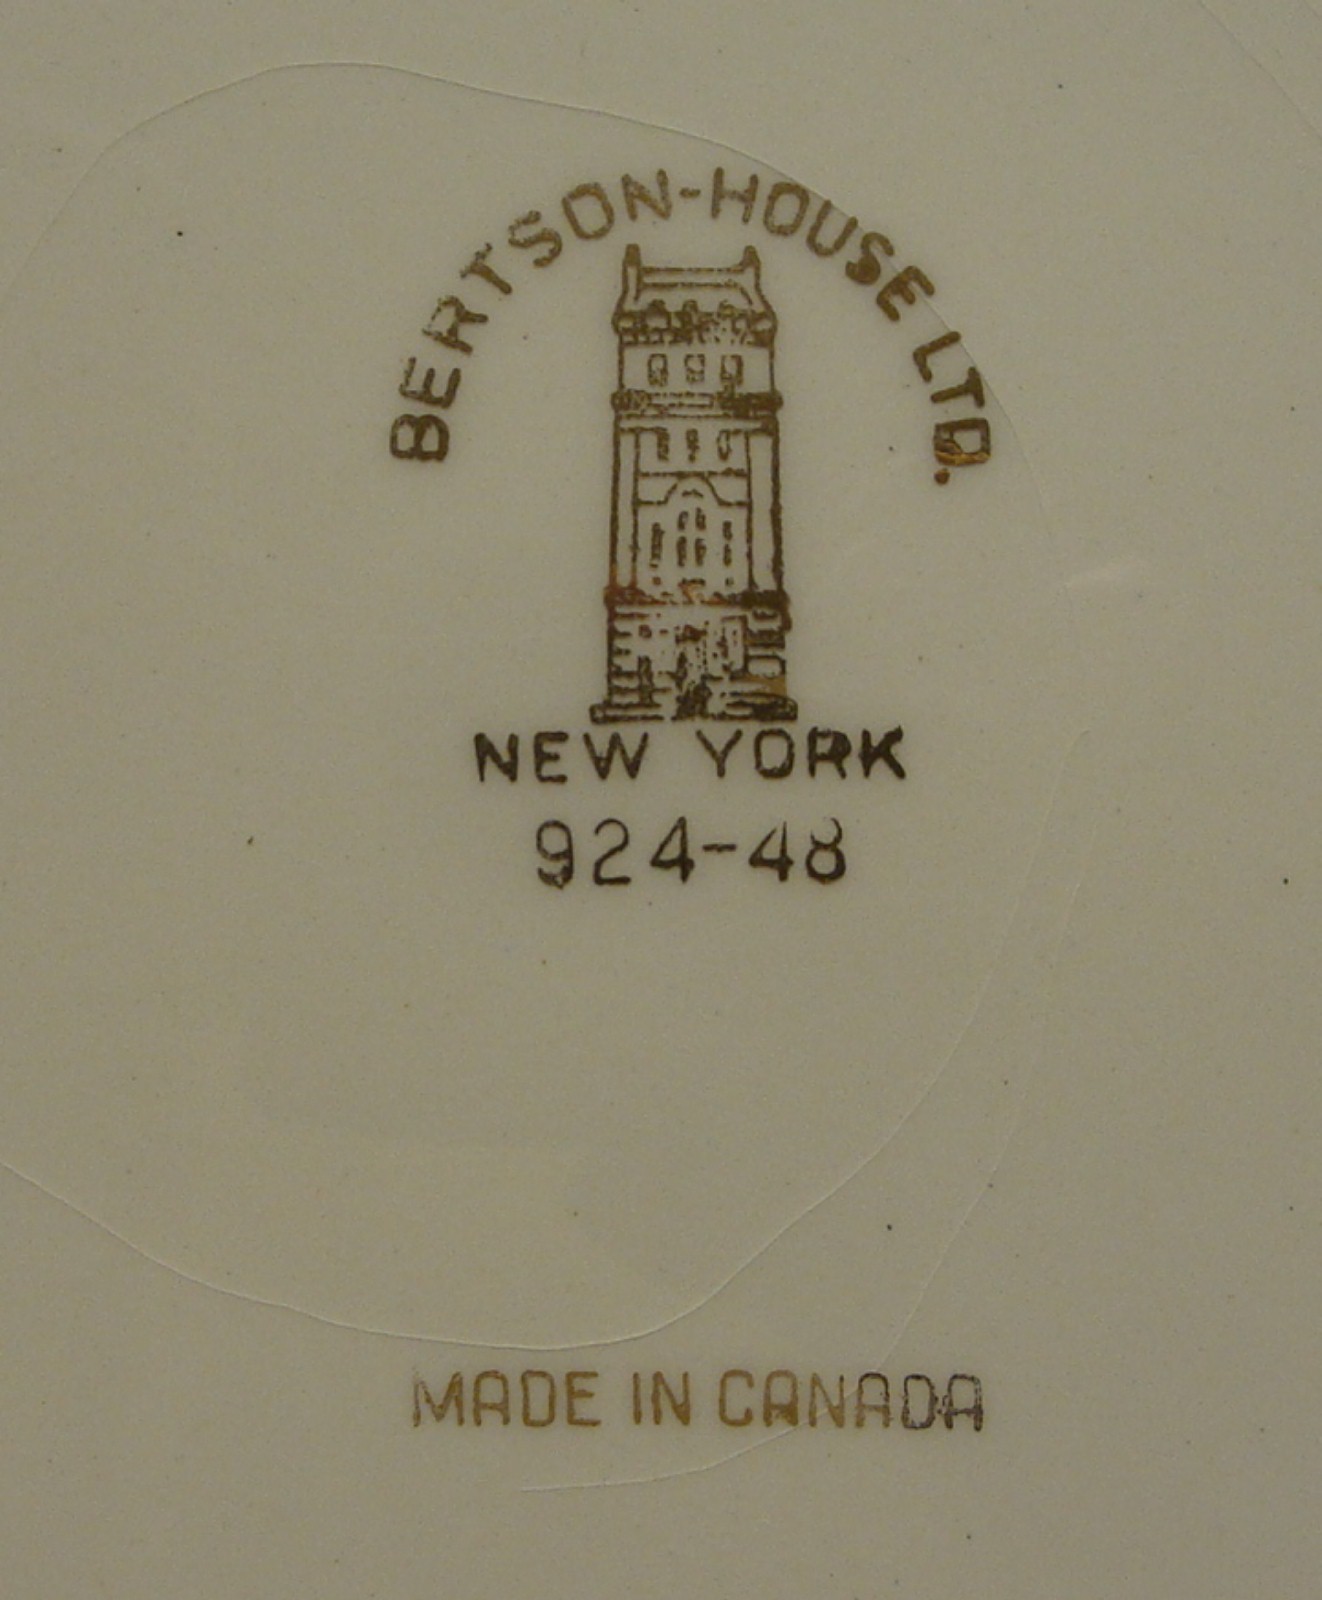 BERTSON-HOUSE LTD.
NEW YORK
924-48
MADE IN CANADA